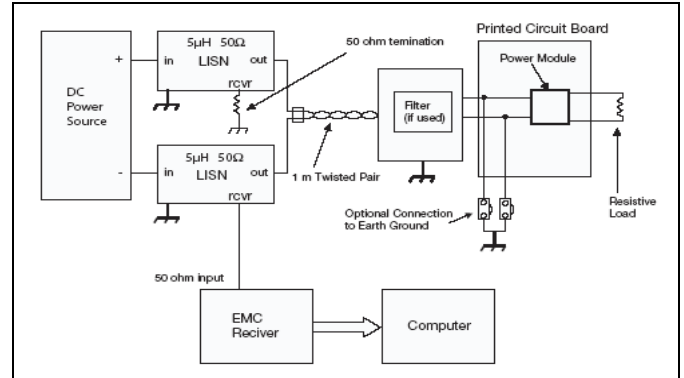 Printed Circuit Board
50 ohm temination
Power Module
5µH 50Ω
LISN
in
out
rcvr
+
DC
Power
Source
-
Filter
(if used)
5µH 50Ω
LISN
in
out
rcvr
1 m Twisted Pair
Optional Connection
to Earth Ground
Resistive
Load
50 ohm input
EMC
Reciver
Computer